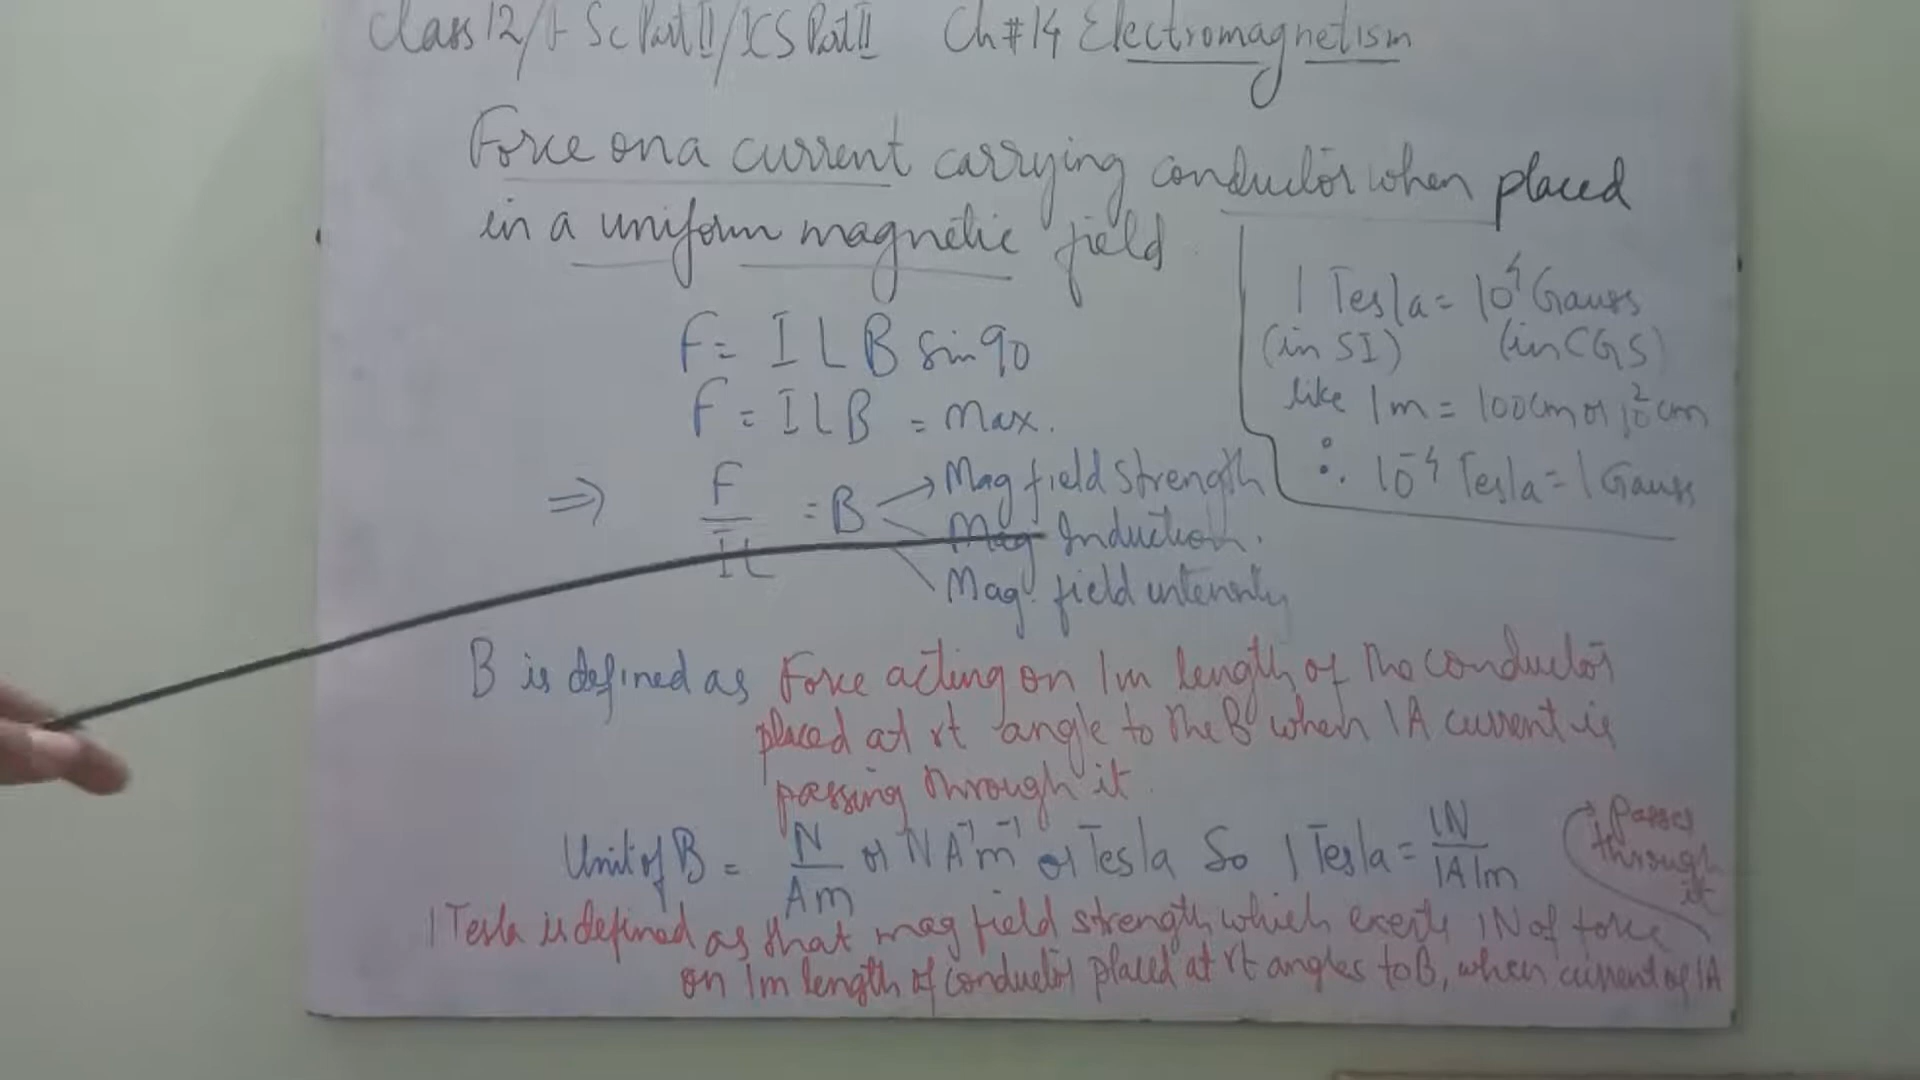 Class 12/F Sc Part II/ICS Part II Ch#14 Electromagnetism
Force on a current carrying conductor when placed
in a uniform magnetic field
F = I L B Sin 90
F = I L B = Max.
⇒ F/IL = B → Mag field Strength
Mag Induction.
Mag. field intensity
1 Tesla = 10⁴ Gauss
(in SI) (in CGS)
like 1m = 100cm or 10² cm
∴ 10⁻⁴ Tesla = 1 Gauss
B is defined as Force acting on 1m length of the conductor
placed at rt angle to the B when 1A current is
passing through it.
Unit of B = N/Am or N A⁻¹ m⁻¹ or Tesla So 1 Tesla = 1N/1A1m
1 Tesla is defined as that mag field strength which exerts 1N of force
on 1m length of conductor placed at rt angles to B, when current of 1A
passes
through
it